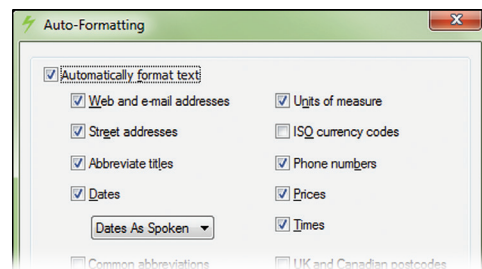 Auto-Formatting
Automatically format text
Web and e-mail addresses
Units of measure
Street addresses
ISO currency codes
Abbreviate titles
Phone numbers
Dates
Prices
Dates As Spoken
Times
Common abbreviations
UK and Canadian postcodes